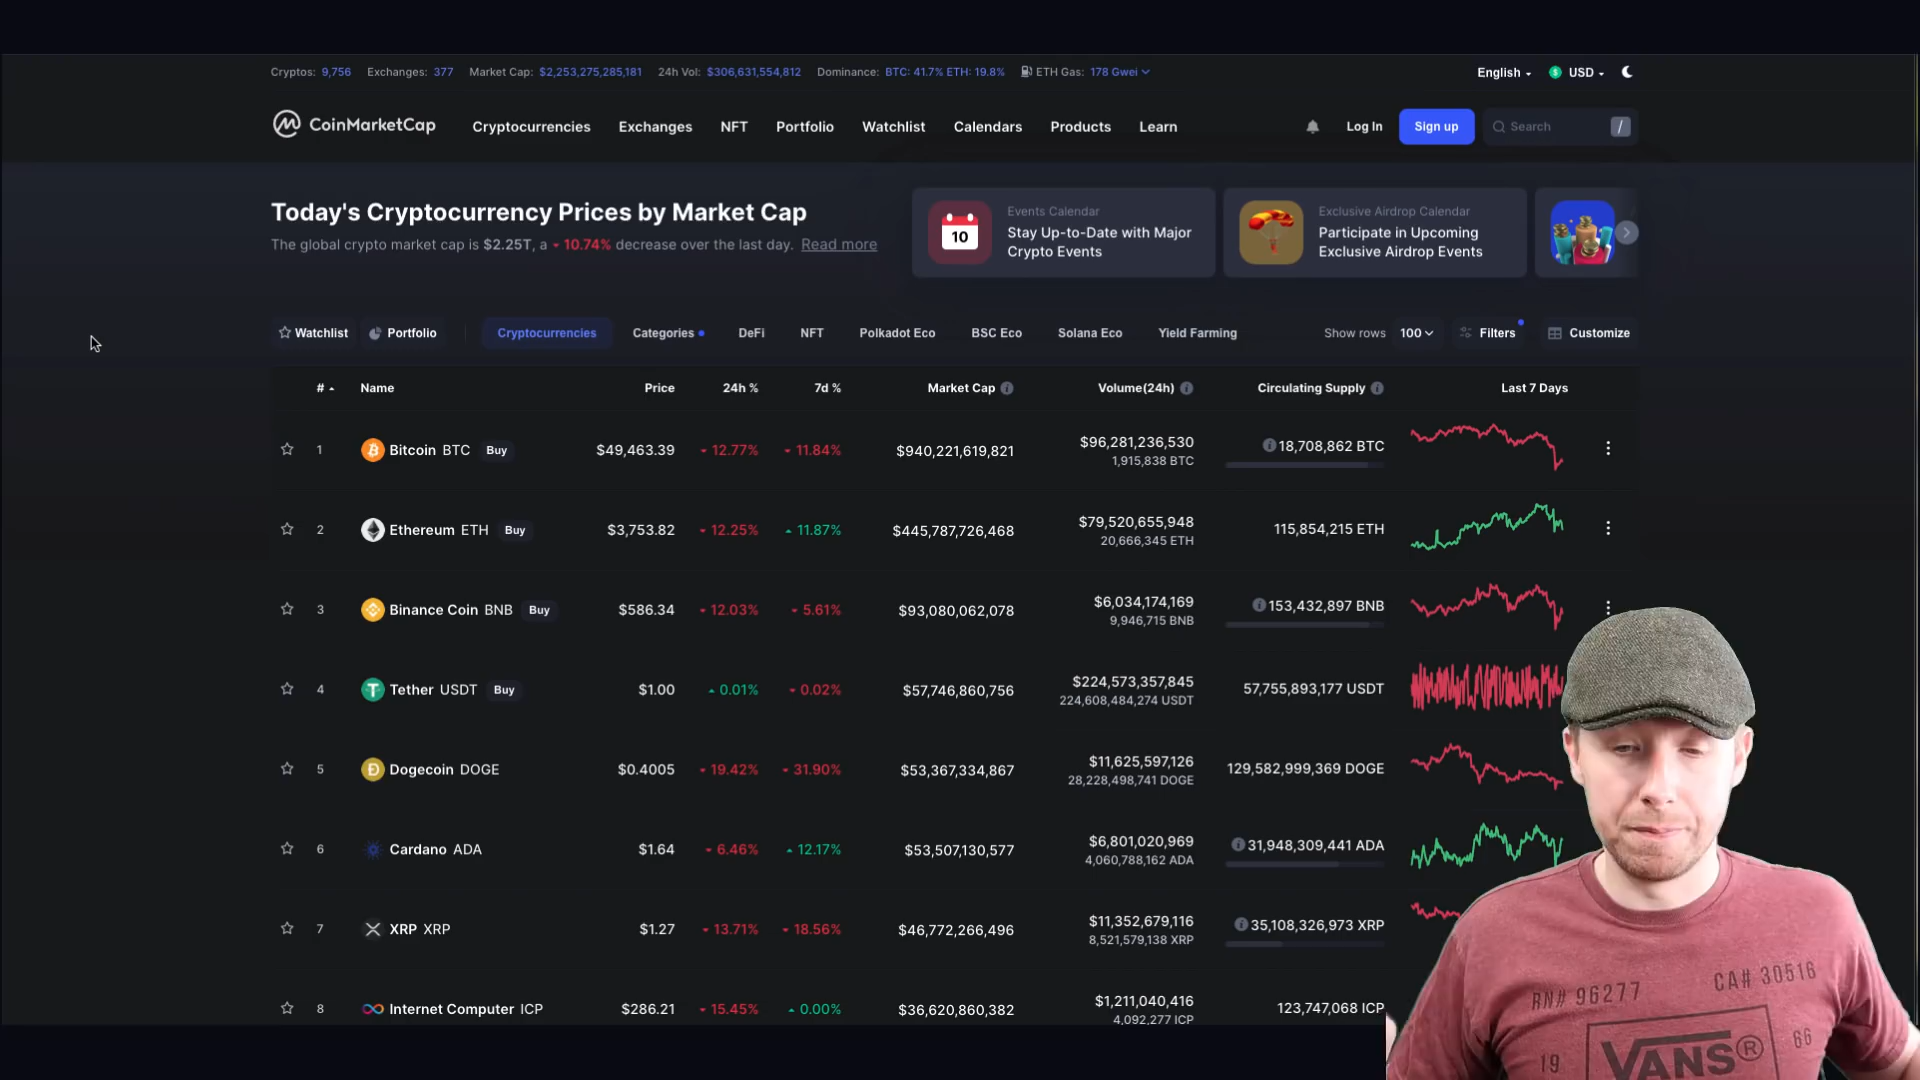 Cryptos: 9,756 Exchanges: 377 Market Cap: $2,253,275,285,181 24h Vol: $306,631,554,812 Dominance: BTC: 41.7% ETH: 19.8% ETH Gas: 178 Gwei English USD
CoinMarketCap Cryptocurrencies Exchanges NFT Portfolio Watchlist Calendars Products Learn Log In Sign up Search /
Today's Cryptocurrency Prices by Market Cap
The global crypto market cap is $2.25T, a 10.74% decrease over the last day. Read more
10
Events Calendar
Stay Up-to-Date with Major
Crypto Events
Exclusive Airdrop Calendar
Participate in Upcoming
Exclusive Airdrop Events
Watchlist Portfolio Cryptocurrencies Categories DeFi NFT Polkadot Eco BSC Eco Solana Eco Yield Farming Show rows 100 Filters Customize
# Name Price 24h % 7d % Market Cap Volume(24h) Circulating Supply Last 7 Days
1 Bitcoin BTC Buy $49,463.39 12.77% 11.84% $940,221,619,821 $96,281,236,530 18,708,862 BTC
1,915,838 BTC
2 Ethereum ETH Buy $3,753.82 12.25% 11.87% $445,787,726,468 $79,520,655,948 115,854,215 ETH
20,666,345 ETH
3 Binance Coin BNB Buy $586.34 12.03% 5.61% $93,080,062,078 $6,034,174,169 153,432,897 BNB
9,946,715 BNB
4 Tether USDT Buy $1.00 0.01% 0.02% $57,746,860,756 $224,573,357,845 57,755,893,177 USDT
224,608,484,274 USDT
5 Dogecoin DOGE $0.4005 19.42% 31.90% $53,367,334,867 $11,625,597,126 129,582,999,369 DOGE
28,228,498,741 DOGE
6 Cardano ADA $1.64 6.46% 12.17% $53,507,130,577 $6,801,020,969 31,948,309,441 ADA
4,060,788,162 ADA
7 XRP XRP $1.27 13.71% 18.56% $46,772,266,496 $11,352,679,116 35,108,326,973 XRP
8,521,579,138 XRP
8 Internet Computer ICP $286.21 15.45% 0.00% $36,620,860,382 $1,211,040,416 123,747,068 ICP
4,092,277 ICP
RN# 96277 CA# 30516
19 VANS® 66